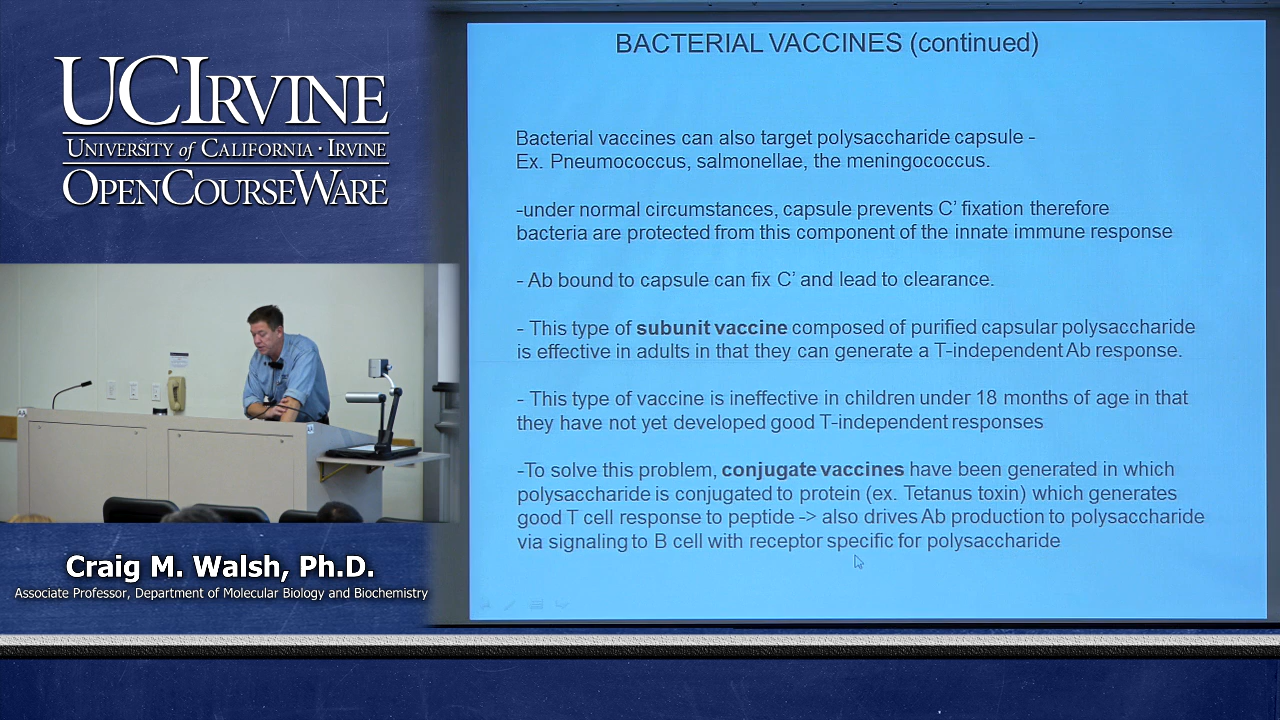 UCIRVINE
UNIVERSITY of CALIFORNIA · IRVINE
OPENCOURSEWARE
Craig M. Walsh, Ph.D.
Associate Professor, Department of Molecular Biology and Biochemistry
BACTERIAL VACCINES (continued)
Bacterial vaccines can also target polysaccharide capsule -
Ex. Pneumococcus, salmonellae, the meningococcus.
-under normal circumstances, capsule prevents C' fixation therefore
bacteria are protected from this component of the innate immune response
- Ab bound to capsule can fix C' and lead to clearance.
- This type of subunit vaccine composed of purified capsular polysaccharide
is effective in adults in that they can generate a T-independent Ab response.
- This type of vaccine is ineffective in children under 18 months of age in that
they have not yet developed good T-independent responses
-To solve this problem, conjugate vaccines have been generated in which
polysaccharide is conjugated to protein (ex. Tetanus toxin) which generates
good T cell response to peptide -> also drives Ab production to polysaccharide
via signaling to B cell with receptor specific for polysaccharide